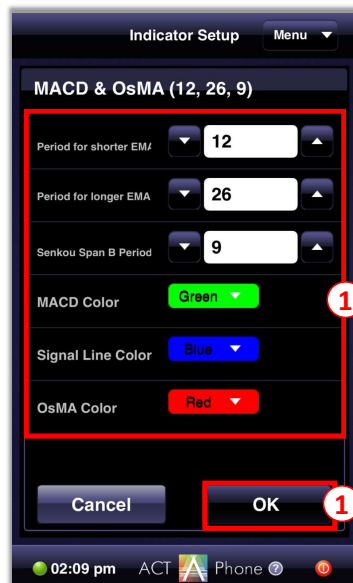 Indicator Setup Menu
MACD & OsMA (12, 26, 9)
Period for shorter EMA 12
Period for longer EMA 26
Senkou Span B Period 9
MACD Color Green 1
Signal Line Color Blue
OsMA Color Red
Cancel OK 1
02:09 pm ACT Phone ?